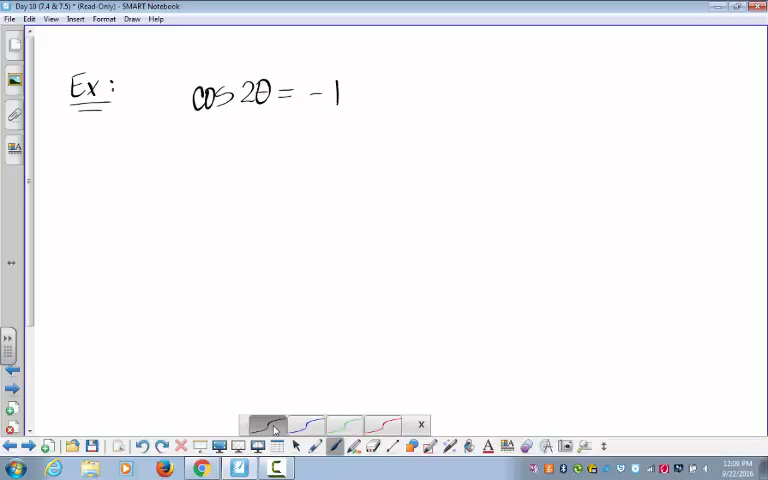 Day 10 (7.4 & 7.5) * (Read-Only) - SMART Notebook
File Edit View Insert Format Draw Help
Ex: cos 2θ = -1
12:09 PM
9/22/2016